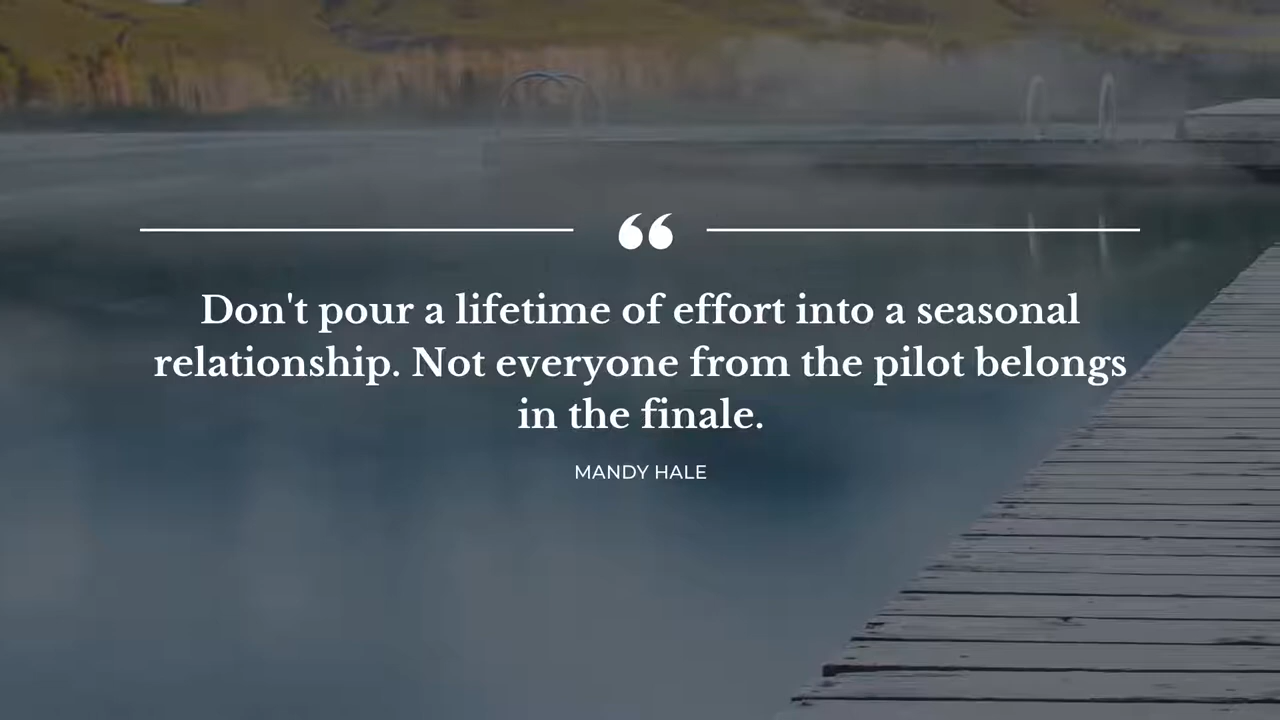 ❝
Don't pour a lifetime of effort into a seasonal
relationship. Not everyone from the pilot belongs
in the finale.
MANDY HALE